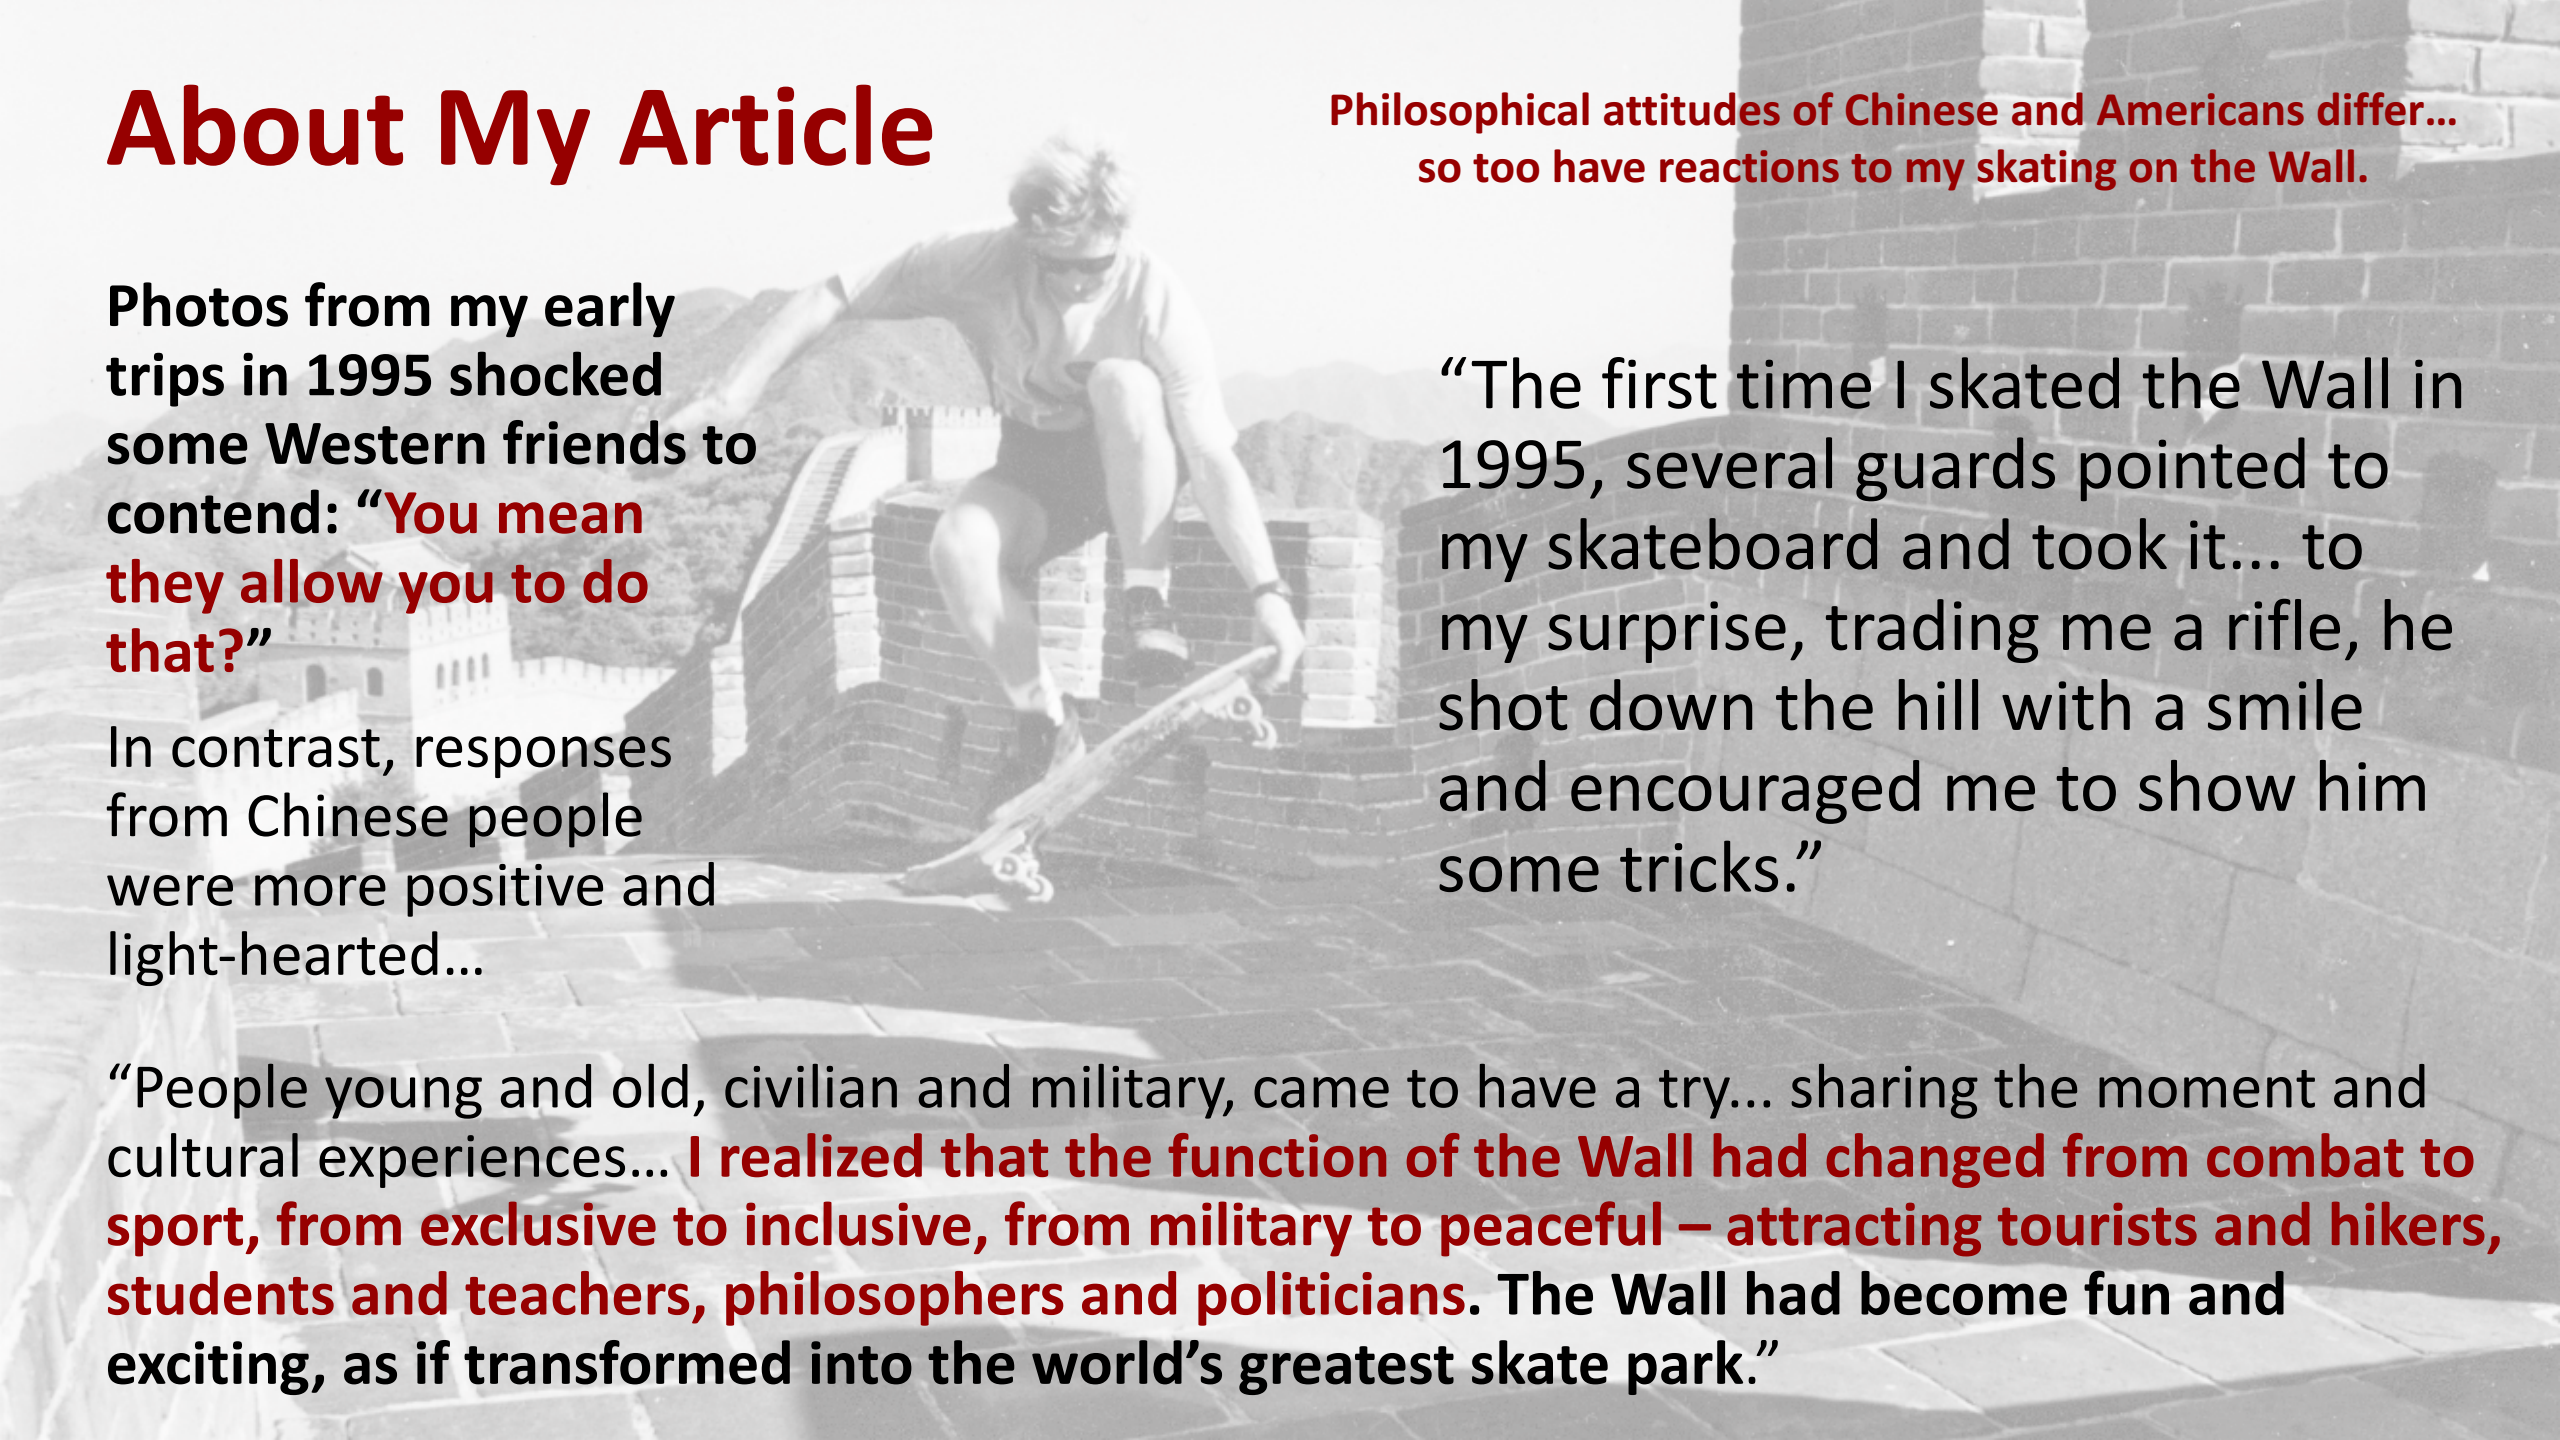 About My Article
Philosophical attitudes of Chinese and Americans differ…
so too have reactions to my skating on the Wall.
Photos from my early
trips in 1995 shocked
some Western friends to
contend: “You mean
they allow you to do
that?”
In contrast, responses
from Chinese people
were more positive and
light-hearted…
“The first time I skated the Wall in
1995, several guards pointed to
my skateboard and took it… to
my surprise, trading me a rifle, he
shot down the hill with a smile
and encouraged me to show him
some tricks.”
“People young and old, civilian and military, came to have a try... sharing the moment and
cultural experiences… I realized that the function of the Wall had changed from combat to
sport, from exclusive to inclusive, from military to peaceful – attracting tourists and hikers,
students and teachers, philosophers and politicians. The Wall had become fun and
exciting, as if transformed into the world’s greatest skate park.”